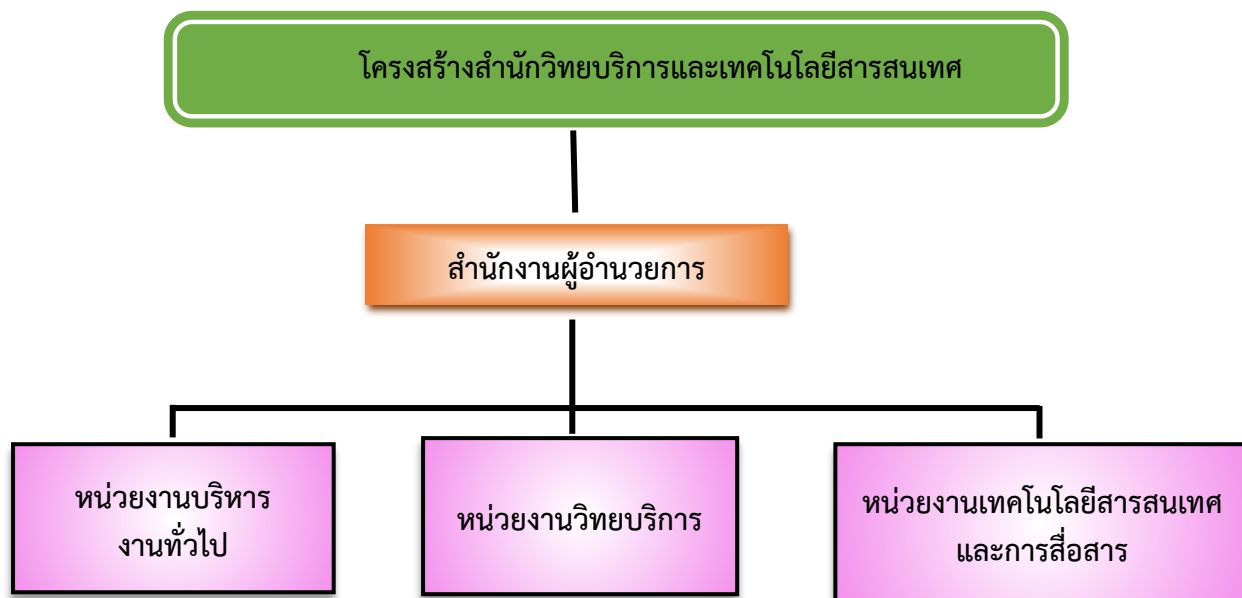 โครงสร้างสำนักวิทยบริการและเทคโนโลยีสารสนเทศ
สำนักงานผู้อำนวยการ
หน่วยงานบริหาร
งานทั่วไป
หน่วยงานวิทยบริการ
หน่วยงานเทคโนโลยีสารสนเทศ
และการสื่อสาร